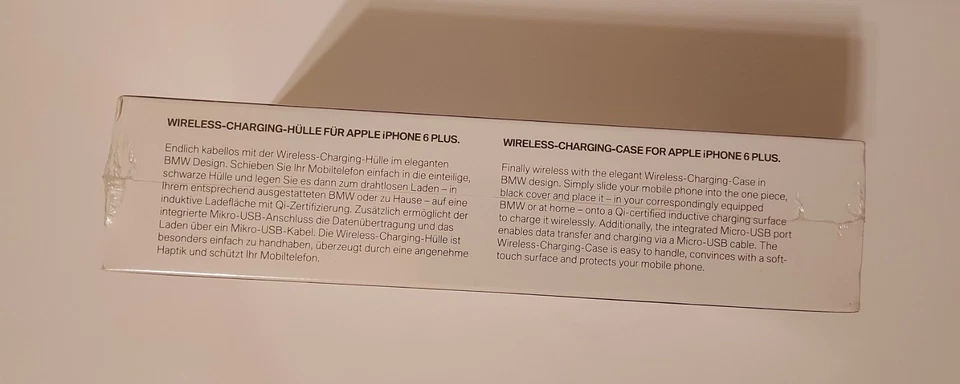 WIRELESS-CHARGING-HÜLLE FÜR APPLE iPHONE 6 PLUS.
Endlich kabellos mit der Wireless-Charging-Hülle im eleganten
BMW Design. Schieben Sie Ihr Mobiltelefon einfach in die einteilige,
schwarze Hülle und legen Sie es dann zum drahtlosen Laden – in
Ihrem entsprechend ausgestatteten BMW oder zu Hause – auf eine
induktive Ladefläche mit Qi-Zertifizierung. Zusätzlich ermöglicht der
integrierte Mikro-USB-Anschluss die Datenübertragung und das
Laden über ein Mikro-USB-Kabel. Die Wireless-Charging-Hülle ist
besonders einfach zu handhaben, überzeugt durch eine angenehme
Haptik und schützt Ihr Mobiltelefon.
WIRELESS-CHARGING-CASE FOR APPLE iPHONE 6 PLUS.
Finally wireless with the elegant Wireless-Charging-Case in
BMW design. Simply slide your mobile phone into the one piece,
black cover and place it – in your correspondingly equipped
BMW or at home – onto a Qi-certified inductive charging surface
to charge it wirelessly. Additionally, the integrated Micro-USB port
enables data transfer and charging via a Micro-USB cable. The
Wireless-Charging-Case is easy to handle, convinces with a soft-
touch surface and protects your mobile phone.